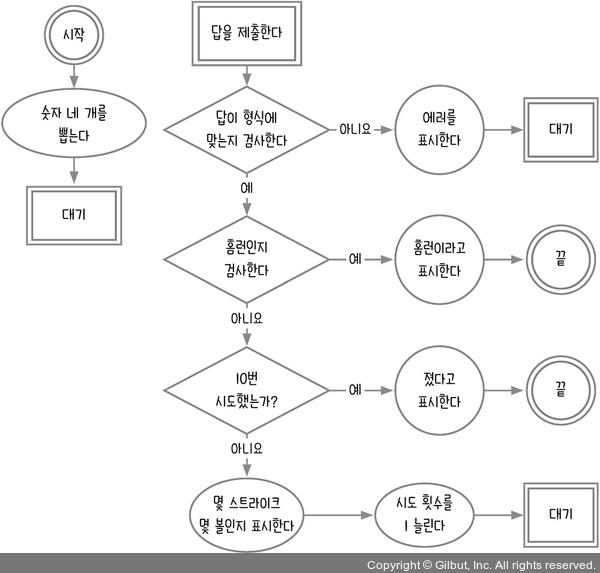 시작
숫자 네 개를
뽑는다
대기
답을 제출한다
답이 형식에
맞는지 검사한다
아니요
에러를
표시한다
대기
예
홈런인지
검사한다
예
홈런이라고
표시한다
끝
아니요
10번
시도했는가?
예
졌다고
표시한다
끝
아니요
몇 스트라이크
몇 볼인지 표시한다
시도 횟수를
1 늘린다
대기
Copyright © Gilbut, Inc. All rights reserved.